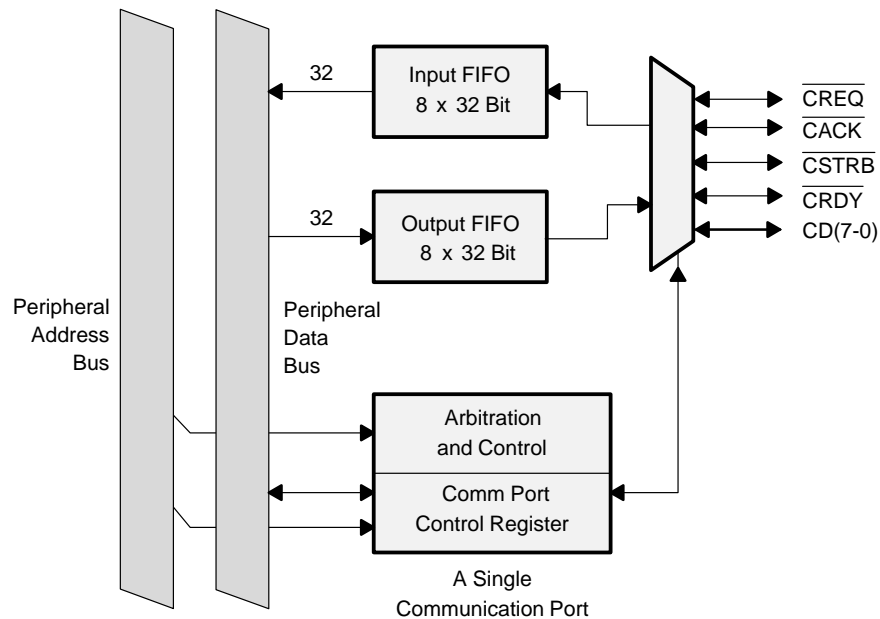 32
Input FIFO
8 x 32 Bit
CREQ
CACK
CSTRB
CRDY
CD(7-0)
32
Output FIFO
8 x 32 Bit
Peripheral
Address
Bus
Peripheral
Data
Bus
Arbitration
and Control
Comm Port
Control Register
A Single
Communication Port